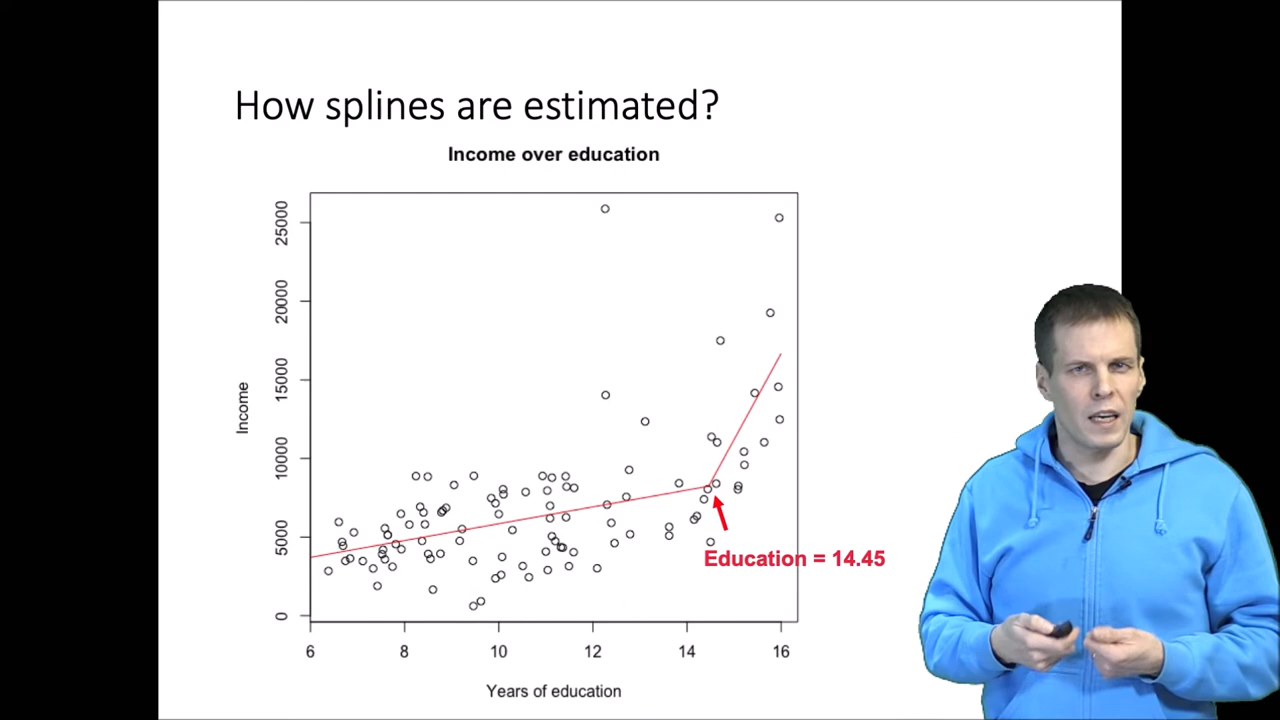 How splines are estimated?
Income over education
25000
20000
15000
10000
5000
0
Income
Education = 14.45
6 8 10 12 14 16
Years of education